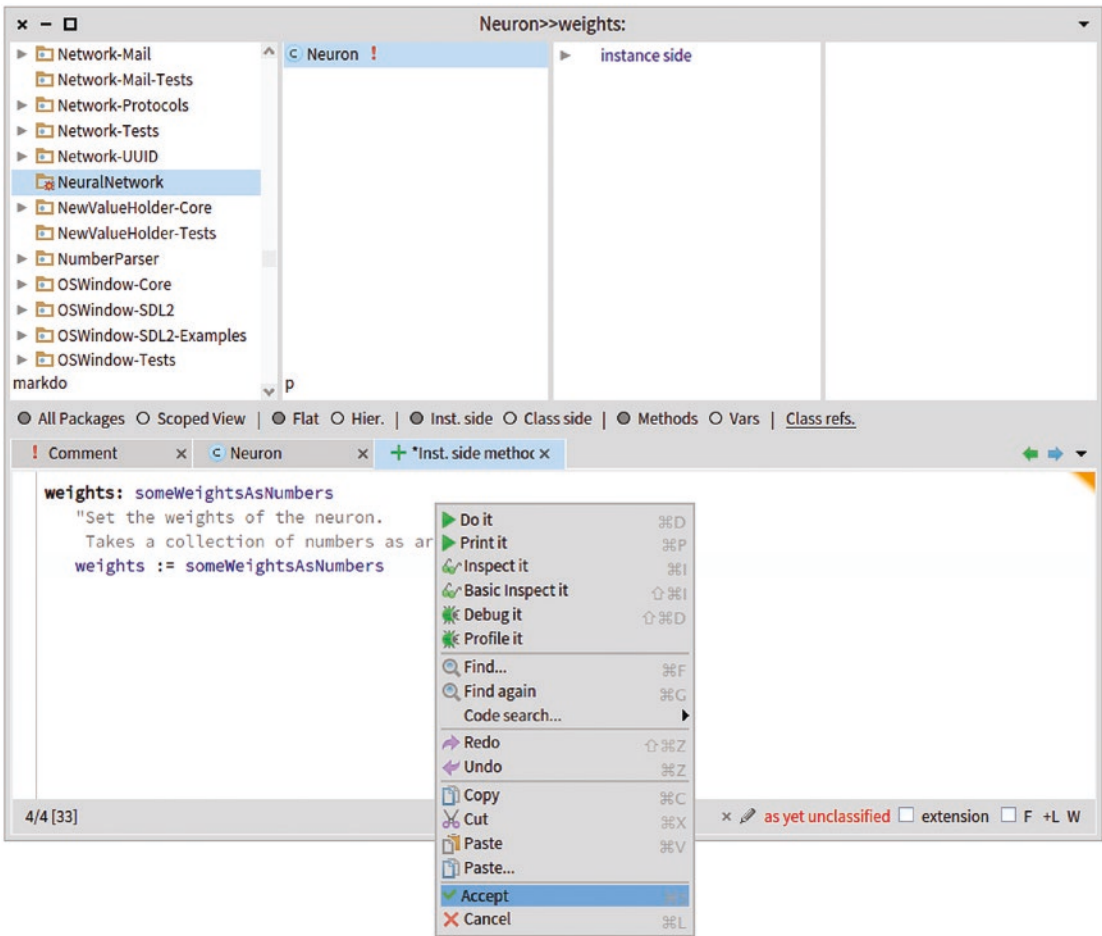 Neuron>>weights:
Network-Mail
Network-Mail-Tests
Network-Protocols
Network-Tests
Network-UUID
NeuralNetwork
NewValueHolder-Core
NewValueHolder-Tests
NumberParser
OSWindow-Core
OSWindow-SDL2
OSWindow-SDL2-Examples
OSWindow-Tests
markdo
C Neuron !
p
instance side
All Packages Scoped View | Flat Hier. | Inst. side Class side | Methods Vars | Class refs.
! Comment × C Neuron × + *Inst. side method ×
weights: someWeightsAsNumbers
"Set the weights of the neuron.
Takes a collection of numbers as ar
weights := someWeightsAsNumbers
Do it ⌘D
Print it ⌘P
Inspect it ⌘I
Basic Inspect it ⇧⌘I
Debug it ⇧⌘D
Profile it
Find... ⌘F
Find again ⌘G
Code search...
Redo ⇧⌘Z
Undo ⌘Z
Copy ⌘C
Cut ⌘X
Paste ⌘V
Paste...
Accept
Cancel ⌘L
4/4 [33]
× as yet unclassified extension F +L W